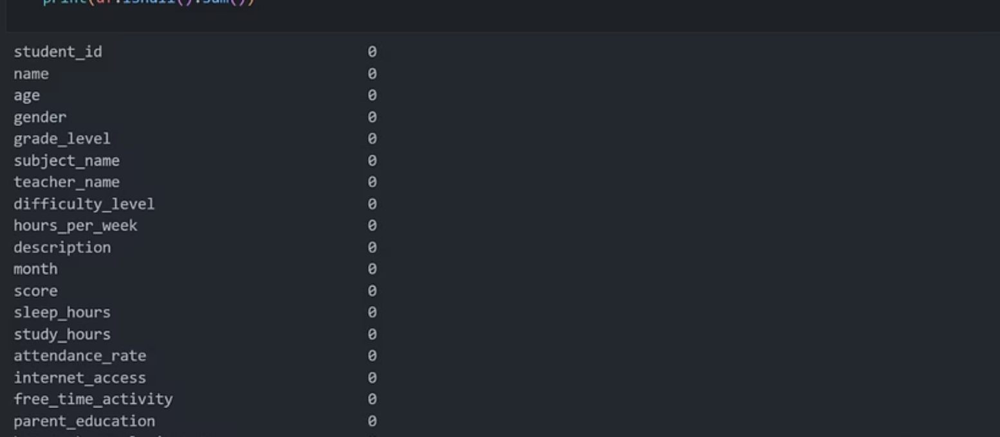 print(df.isnull().sum())
student_id 0
name 0
age 0
gender 0
grade_level 0
subject_name 0
teacher_name 0
difficulty_level 0
hours_per_week 0
description 0
month 0
score 0
sleep_hours 0
study_hours 0
attendance_rate 0
internet_access 0
free_time_activity 0
parent_education 0